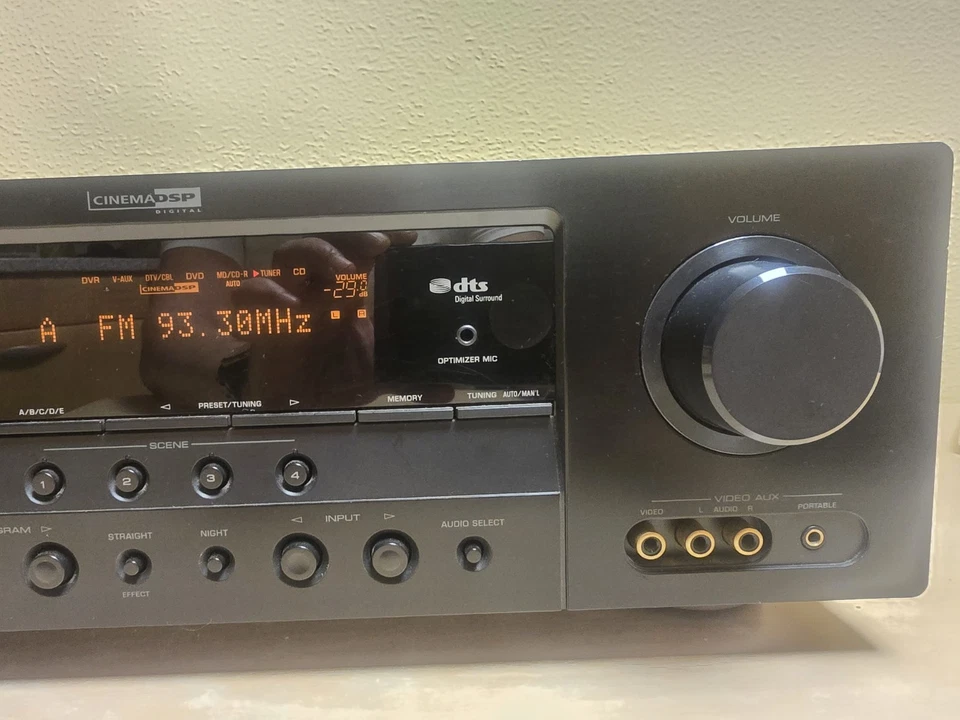 CINEMA DSP
DIGITAL
VOLUME
DVR V-AUX DTV/CBL DVD MD/CD-R TUNER CD VOLUME
CINEMA DSP AUTO -29.0
dB
A FM 93.30MHz L R
dts
Digital Surround
OPTIMIZER MIC
A/B/C/D/E PRESET/TUNING MEMORY TUNING AUTO/MAN'L
SCENE
1 2 3 4
GRAM STRAIGHT NIGHT INPUT AUDIO SELECT
EFFECT
VIDEO AUX
VIDEO L AUDIO R PORTABLE